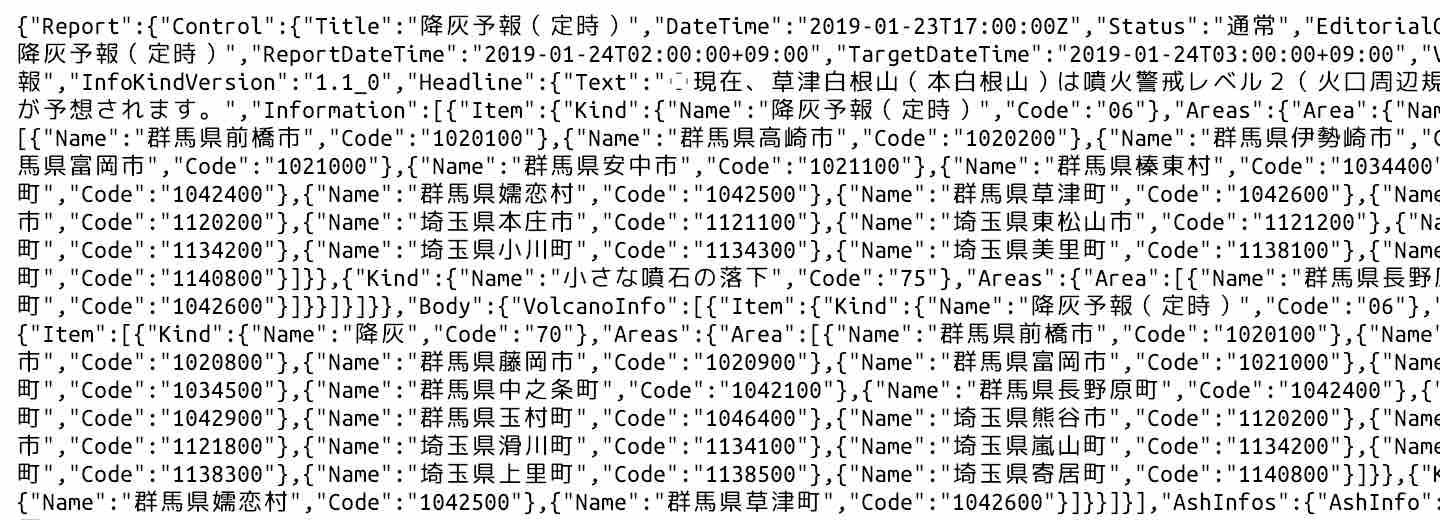 {"Report":{"Control":{"Title":"降灰予報（定時）","DateTime":"2019-01-23T17:00:00Z","Status":"通常","Editorial
降灰予報（定時）","ReportDateTime":"2019-01-24T02:00:00+09:00","TargetDateTime":"2019-01-24T03:00:00+09:00","
報","InfoKindVersion":"1.1_0","Headline":{"Text":"現在、草津白根山（本白根山）は噴火警戒レベル２（火口周辺規
が予想されます。","Information":[{"Item":{"Kind":{"Name":"降灰予報（定時）","Code":"06"},"Areas":{"Area":{"Nam
[{"Name":"群馬県前橋市","Code":"1020100"},{"Name":"群馬県高崎市","Code":"1020200"},{"Name":"群馬県伊勢崎市","
馬県富岡市","Code":"1021000"},{"Name":"群馬県安中市","Code":"1021100"},{"Name":"群馬県榛東村","Code":"1034400"
町","Code":"1042400"},{"Name":"群馬県嬬恋村","Code":"1042500"},{"Name":"群馬県草津町","Code":"1042600"},{"Name
市","Code":"1120200"},{"Name":"埼玉県本庄市","Code":"1121100"},{"Name":"埼玉県東松山市","Code":"1121200"},{"Na
町","Code":"1134200"},{"Name":"埼玉県小川町","Code":"1134300"},{"Name":"埼玉県美里町","Code":"1138100"},{"Name
町","Code":"1140800"}]}},{"Kind":{"Name":"小さな噴石の落下","Code":"75"},"Areas":{"Area":[{"Name":"群馬県長野原
町","Code":"1042600"}]}}]}]}},"Body":{"VolcanoInfo":[{"Item":{"Kind":{"Name":"降灰予報（定時）","Code":"06"},"
{"Item":[{"Kind":{"Name":"降灰","Code":"70"},"Areas":{"Area":[{"Name":"群馬県前橋市","Code":"1020100"},{"Name"
市","Code":"1020800"},{"Name":"群馬県藤岡市","Code":"1020900"},{"Name":"群馬県富岡市","Code":"1021000"},{"Name
町","Code":"1034500"},{"Name":"群馬県中之条町","Code":"1042100"},{"Name":"群馬県長野原町","Code":"1042400"},{"
町","Code":"1042900"},{"Name":"群馬県玉村町","Code":"1046400"},{"Name":"埼玉県熊谷市","Code":"1120200"},{"Name
市","Code":"1121800"},{"Name":"埼玉県滑川町","Code":"1134100"},{"Name":"埼玉県嵐山町","Code":"1134200"},{"Name
町","Code":"1138300"},{"Name":"埼玉県上里町","Code":"1138500"},{"Name":"埼玉県寄居町","Code":"1140800"}]}},{"K
{"Name":"群馬県嬬恋村","Code":"1042500"},{"Name":"群馬県草津町","Code":"1042600"}]}}]}],"AshInfos":{"AshInfo":